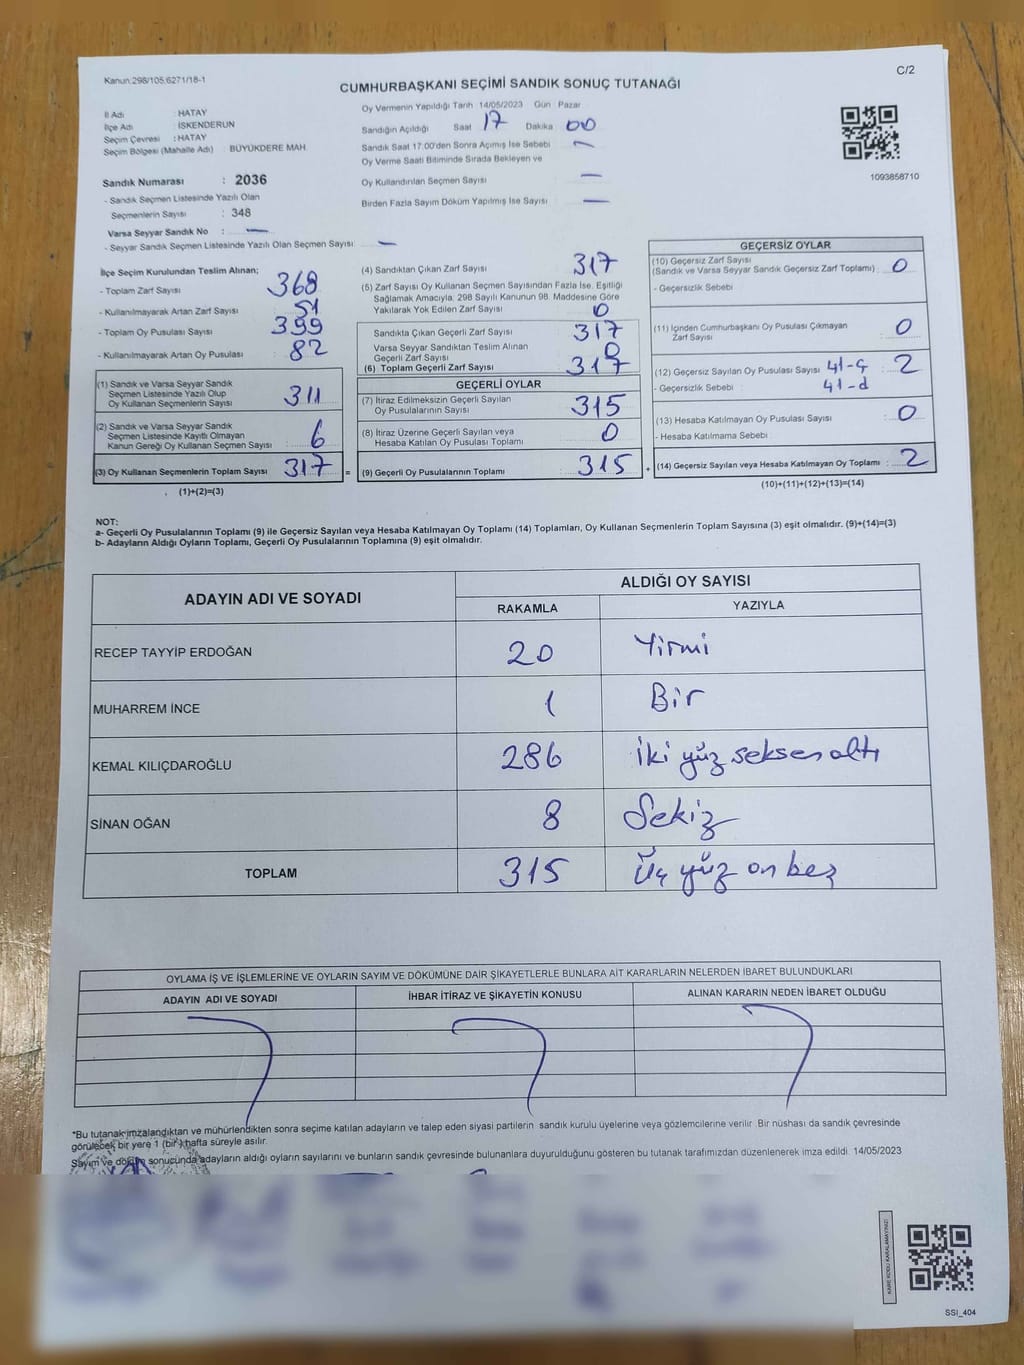 Kanun:298/105,6271/18-1
C/2
CUMHURBAŞKANI SEÇİMİ SANDIK SONUÇ TUTANAĞI
İl Adı : HATAY
İlçe Adı : İSKENDERUN
Seçim Çevresi : HATAY
Seçim Bölgesi (Mahalle Adı) : BÜYÜKDERE MAH.
Sandık Numarası : 2036
- Sandık Seçmen Listesinde Yazılı Olan
Seçmenlerin Sayısı : 348
Varsa Seyyar Sandık No : —
- Seyyar Sandık Seçmen Listesinde Yazılı Olan Seçmen Sayısı : —
Oy Vermenin Yapıldığı Tarih 14/05/2023 Gün Pazar
Sandığın Açıldığı Saat 17 Dakika 00
Sandık Saat 17:00'den Sonra Açımış İse Sebebi —
Oy Verme Saati Bitiminde Sırada Bekleyen ve
Oy Kullandırılan Seçmen Sayısı —
Birden Fazla Sayım Döküm Yapılmış İse Sayısı —
1093858710
İlçe Seçim Kurulundan Teslim Alınan;
- Toplam Zarf Sayısı 368
- Kullanılmayarak Artan Zarf Sayısı 51
- Toplam Oy Pusulası Sayısı 399
- Kullanılmayarak Artan Oy Pusulası 82
(1) Sandık ve Varsa Seyyar Sandık
Seçmen Listesinde Yazılı Olup
Oy Kullanan Seçmenlerin Sayısı 311
(2) Sandık ve Varsa Seyyar Sandık
Seçmen Listesinde Kayıtlı Olmayan
Kanun Gereği Oy Kullanan Seçmen Sayısı 6
(3) Oy Kullanan Seçmenlerin Toplam Sayısı 317 =
(1)+(2)=(3)
(4) Sandıktan Çıkan Zarf Sayısı 317
(5) Zarf Sayısı Oy Kullanan Seçmen Sayısından Fazla İse, Eşitliği
Sağlamak Amacıyla, 298 Sayılı Kanunun 98. Maddesine Göre
Yakılarak Yok Edilen Zarf Sayısı 0
Sandıkta Çıkan Geçerli Zarf Sayısı 317
Varsa Seyyar Sandıktan Teslim Alınan
Geçerli Zarf Sayısı 0
(6) Toplam Geçerli Zarf Sayısı 317
GEÇERLİ OYLAR
(7) İtiraz Edilmeksizin Geçerli Sayılan
Oy Pusulalarının Sayısı 315
(8) İtiraz Üzerine Geçerli Sayılan veya
Hesaba Katılan Oy Pusulası Toplamı 0
(9) Geçerli Oy Pusulalarının Toplamı 315 +
GEÇERSİZ OYLAR
(10) Geçersiz Zarf Sayısı
(Sandık ve Varsa Seyyar Sandık Geçersiz Zarf Toplamı) : 0
- Geçersizlik Sebebi
(11) İçinden Cumhurbaşkanı Oy Pusulası Çıkmayan
Zarf Sayısı : 0
(12) Geçersiz Sayılan Oy Pusulası Sayısı 41-ç : 2
- Geçersizlik Sebebi : 41-d
(13) Hesaba Katılmayan Oy Pusulası Sayısı : 0
- Hesaba Katılmama Sebebi
(14) Geçersiz Sayılan veya Hesaba Katılmayan Oy Toplamı : 2
(10)+(11)+(12)+(13)=(14)
NOT:
a- Geçerli Oy Pusulalarının Toplamı (9) ile Geçersiz Sayılan veya Hesaba Katılmayan Oy Toplamı (14) Toplamları, Oy Kullanan Seçmenlerin Toplam Sayısına (3) eşit olmalıdır. (9)+(14)=(3)
b- Adayların Aldığı Oyların Toplamı, Geçerli Oy Pusulalarının Toplamına (9) eşit olmalıdır.
ADAYIN ADI VE SOYADI
ALDIĞI OY SAYISI
RAKAMLA YAZIYLA
RECEP TAYYİP ERDOĞAN 20 Yirmi
MUHARREM İNCE 1 Bir
KEMAL KILIÇDAROĞLU 286 İki yüz seksen altı
SİNAN OĞAN 8 Sekiz
TOPLAM 315 Üç yüz on beş
OYLAMA İŞ VE İŞLEMLERİNE VE OYLARIN SAYIM VE DÖKÜMÜNE DAİR ŞİKAYETLERLE BUNLARA AİT KARARLARIN NELERDEN İBARET BULUNDUKLARI
ADAYIN ADI VE SOYADI İHBAR İTİRAZ VE ŞİKAYETİN KONUSU ALINAN KARARIN NEDEN İBARET OLDUĞU
*Bu tutanak imzalandıktan ve mühürlendikten sonra seçime katılan adayların ve talep eden siyasi partilerin sandık kurulu üyelerine veya gözlemcilerine verilir. Bir nüshası da sandık çevresinde
görülecek bir yere 1 (bir) hafta süreyle asılır.
Sayım ve döküm sonucunda adayların aldığı oyların sayılarını ve bunların sandık çevresinde bulunanlara duyurulduğunu gösteren bu tutanak tarafımızdan düzenlenerek imza edildi. 14/05/2023
KARE KODU KARALAMAYINIZ!
SSI_404